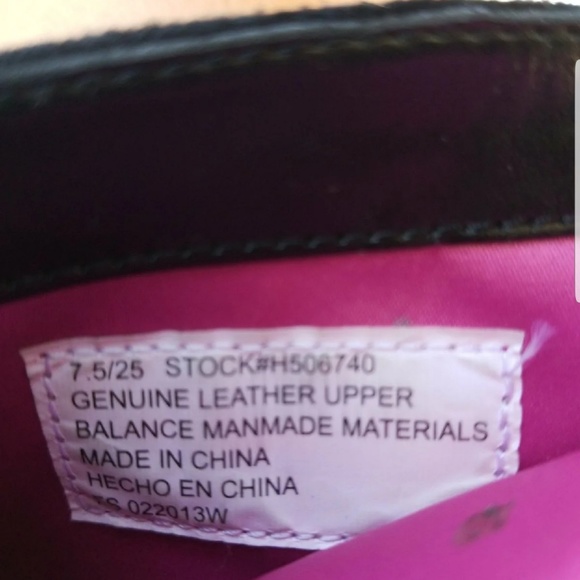 7.5/25 STOCK#H506740
GENUINE LEATHER UPPER
BALANCE MANMADE MATERIALS
MADE IN CHINA
HECHO EN CHINA
022013W